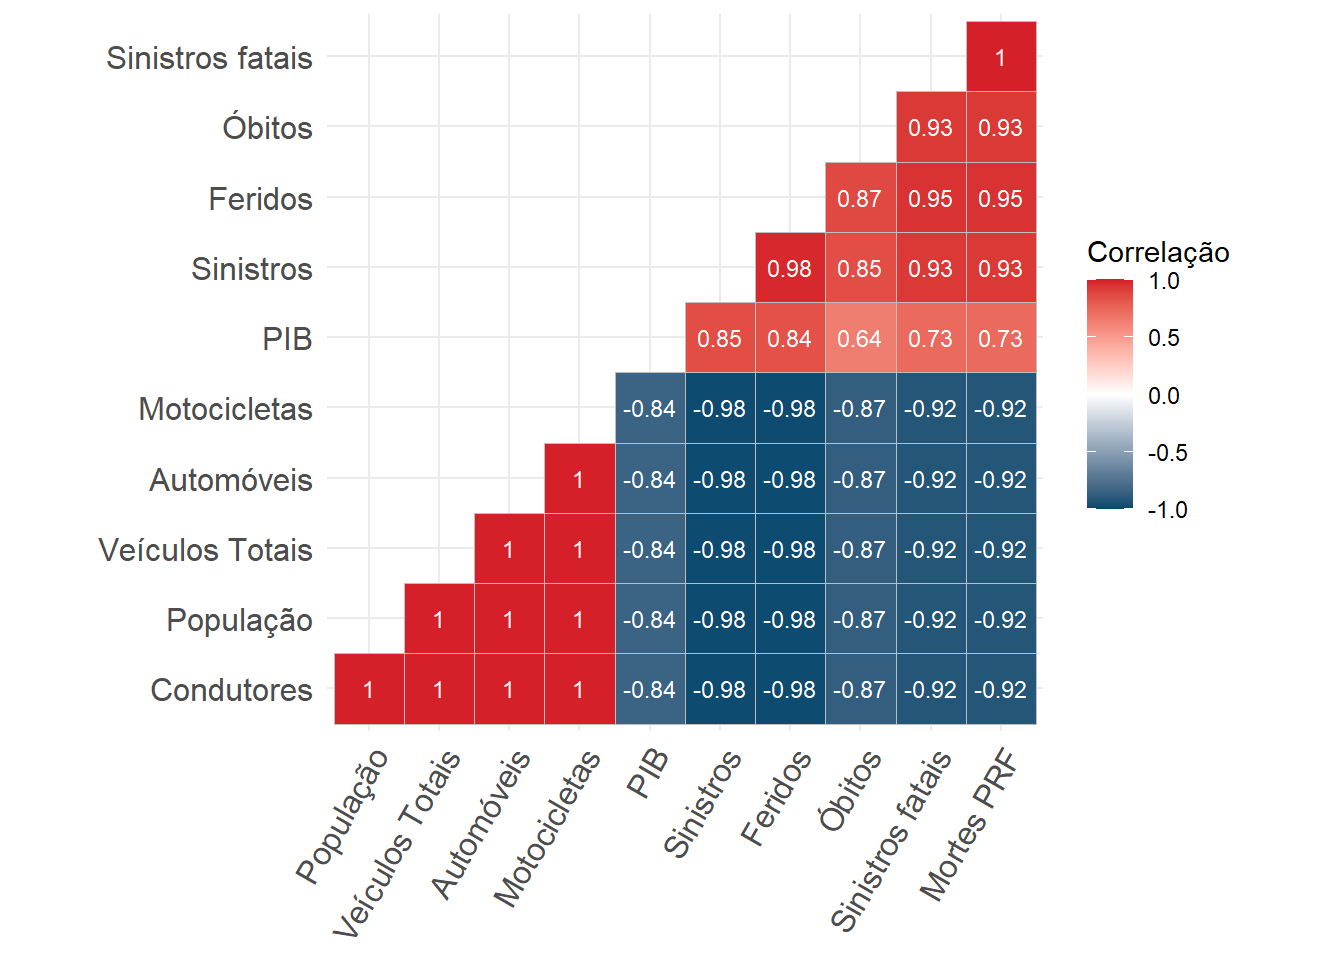 Sinistros fatais 1
Óbitos 0.93 0.93
Feridos 0.87 0.95 0.95
Sinistros 0.98 0.85 0.93 0.93
PIB 0.85 0.84 0.64 0.73 0.73
Motocicletas -0.84 -0.98 -0.98 -0.87 -0.92 -0.92
Automóveis 1 -0.84 -0.98 -0.98 -0.87 -0.92 -0.92
Veículos Totais 1 1 -0.84 -0.98 -0.98 -0.87 -0.92 -0.92
População 1 1 1 -0.84 -0.98 -0.98 -0.87 -0.92 -0.92
Condutores 1 1 1 1 -0.84 -0.98 -0.98 -0.87 -0.92 -0.92
População
Veículos Totais
Automóveis
Motocicletas
PIB
Sinistros
Feridos
Óbitos
Sinistros fatais
Mortes PRF
Correlação
1.0
0.5
0.0
-0.5
-1.0